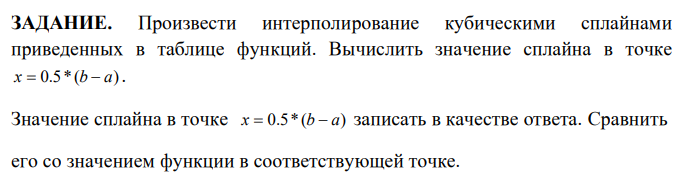 ЗАДАНИЕ. Произвести интерполирование кубическими сплайнами
приведенных в таблице функций. Вычислить значение сплайна в точке
x = 0.5*(b − a).
Значение сплайна в точке x = 0.5*(b − a) записать в качестве ответа. Сравнить
его со значением функции в соответствующей точке.